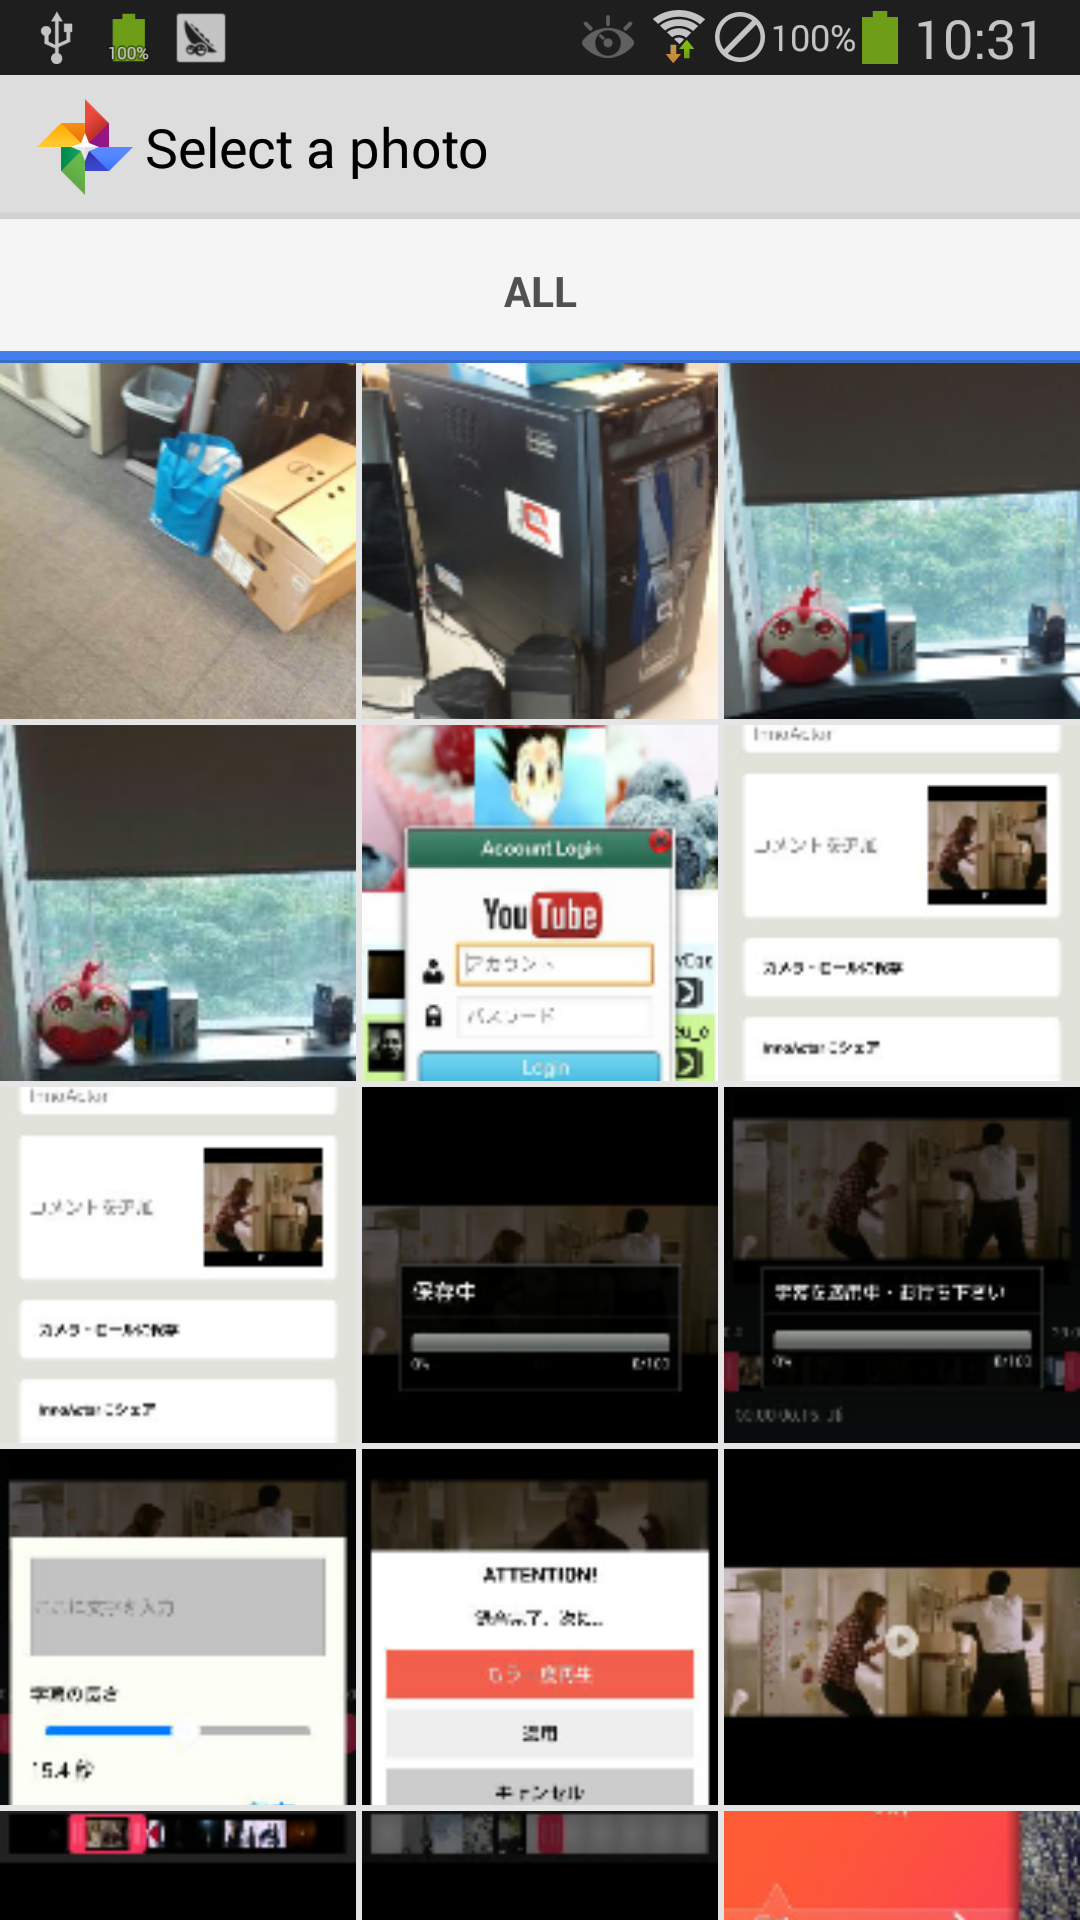 100%
100%
10:31
Select a photo
ALL
Account Login
YouTube
アカウント
パスワード
Login
InnoActor
コメントを追加
カメラ・ロールに保存
InnoActorにシェア
InnoActor
コメントを追加
カメラ・ロールに保存
InnoActorにシェア
保存中
0%
0/100
字幕を適用中・お待ち下さい
0%
0/100
ここに文字を入力
字幕の長さ
15.4 秒
ATTENTION!
もう一度再生
適用
キャンセル